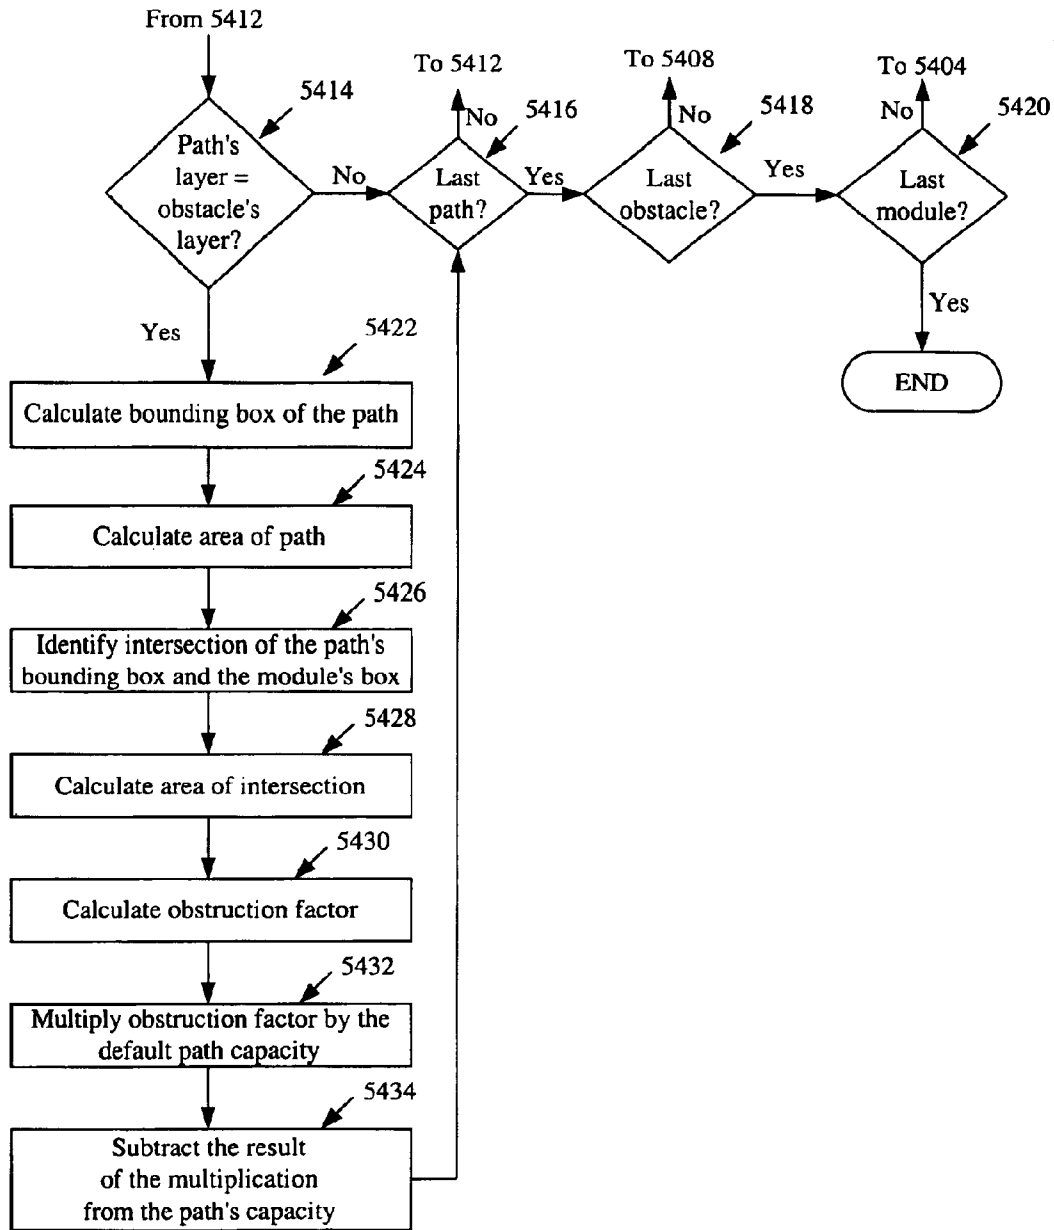 From 5412
To 5412
To 5408
To 5404
5414
5416
5418
5420
No
No
No
Path's
layer =
obstacle's
layer?
No
Last
path?
Yes
Last
obstacle?
Yes
Last
module?
Yes
Yes
END
5422
Calculate bounding box of the path
5424
Calculate area of path
5426
Identify intersection of the path's
bounding box and the module's box
5428
Calculate area of intersection
5430
Calculate obstruction factor
5432
Multiply obstruction factor by the
default path capacity
5434
Subtract the result
of the multiplication
from the path's capacity